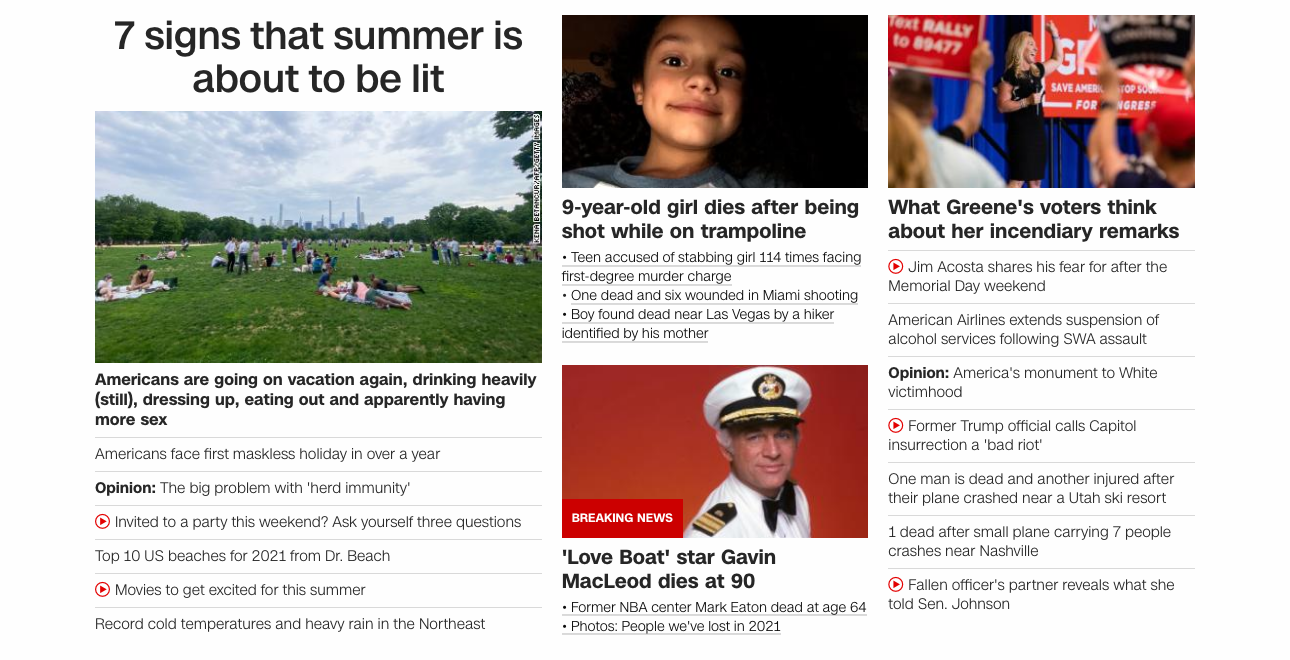 7 signs that summer is
about to be lit
KENA BETANCUR/AFP/GETTY IMAGES
Americans are going on vacation again, drinking heavily
(still), dressing up, eating out and apparently having
more sex
Americans face first maskless holiday in over a year
Opinion: The big problem with 'herd immunity'
Invited to a party this weekend? Ask yourself three questions
Top 10 US beaches for 2021 from Dr. Beach
Movies to get excited for this summer
Record cold temperatures and heavy rain in the Northeast
9-year-old girl dies after being
shot while on trampoline
• Teen accused of stabbing girl 114 times facing
first-degree murder charge
• One dead and six wounded in Miami shooting
• Boy found dead near Las Vegas by a hiker
identified by his mother
BREAKING NEWS
'Love Boat' star Gavin
MacLeod dies at 90
• Former NBA center Mark Eaton dead at age 64
• Photos: People we've lost in 2021
Text RALLY
to 89477
SAVE AMERICA STOP SOC
FOR CONGRESS
What Greene's voters think
about her incendiary remarks
Jim Acosta shares his fear for after the
Memorial Day weekend
American Airlines extends suspension of
alcohol services following SWA assault
Opinion: America's monument to White
victimhood
Former Trump official calls Capitol
insurrection a 'bad riot'
One man is dead and another injured after
their plane crashed near a Utah ski resort
1 dead after small plane carrying 7 people
crashes near Nashville
Fallen officer's partner reveals what she
told Sen. Johnson